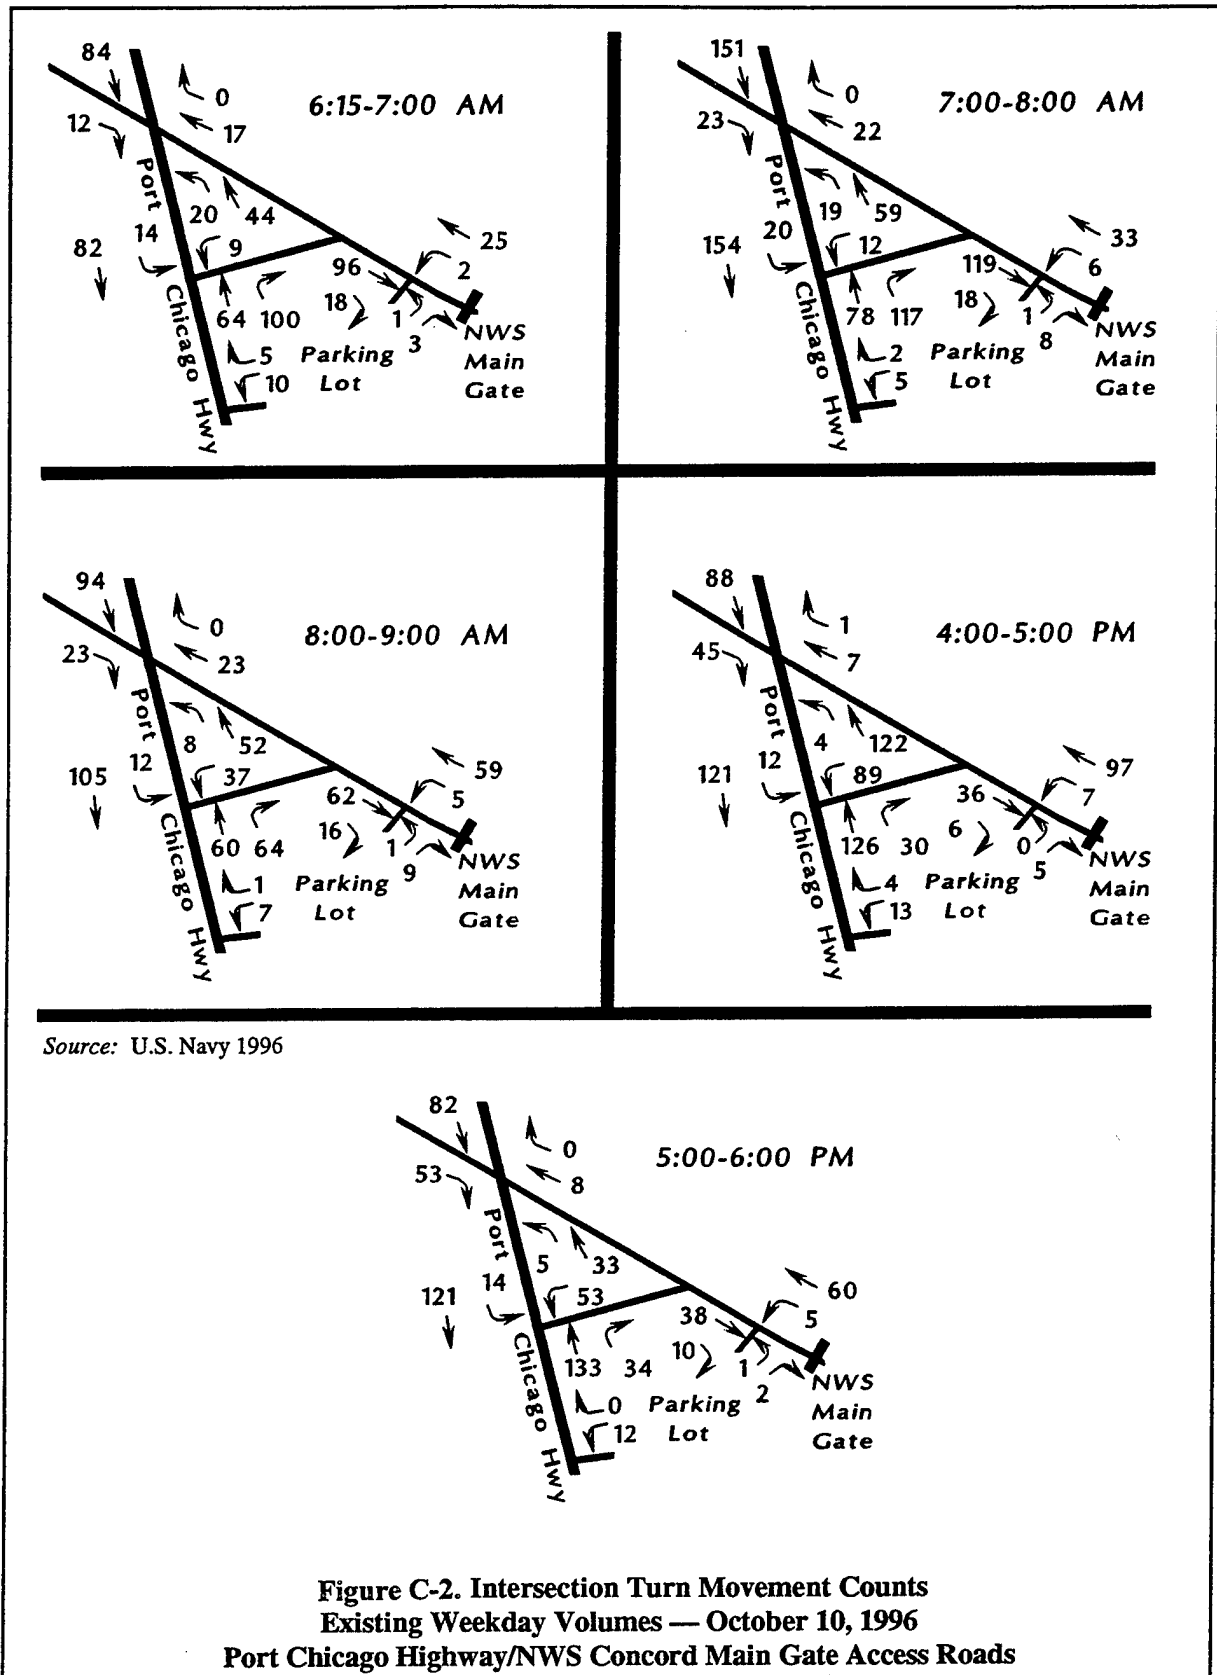 84
0
6:15-7:00 AM
12
17
Port
20
44
14
9
82
25
96
2
Chicago
64
100
18
1
3
NWS
5
Parking
Main
10
Lot
Gate
Hwy
151
0
7:00-8:00 AM
23
22
Port
19
59
20
12
154
33
119
6
Chicago
78
117
18
1
8
NWS
2
Parking
Main
5
Lot
Gate
Hwy
94
0
8:00-9:00 AM
23
23
Port
8
52
12
37
105
59
62
5
Chicago
60
64
16
1
9
NWS
1
Parking
Main
7
Lot
Gate
Hwy
88
1
4:00-5:00 PM
45
7
Port
4
122
12
89
121
97
36
7
Chicago
126
30
6
0
5
NWS
4
Parking
Main
13
Lot
Gate
Hwy
Source: U.S. Navy 1996
82
0
5:00-6:00 PM
53
8
Port
5
33
14
53
121
60
38
5
Chicago
133
34
10
1
2
NWS
0
Parking
Main
12
Lot
Gate
Hwy
Figure C-2. Intersection Turn Movement Counts
Existing Weekday Volumes — October 10, 1996
Port Chicago Highway/NWS Concord Main Gate Access Roads